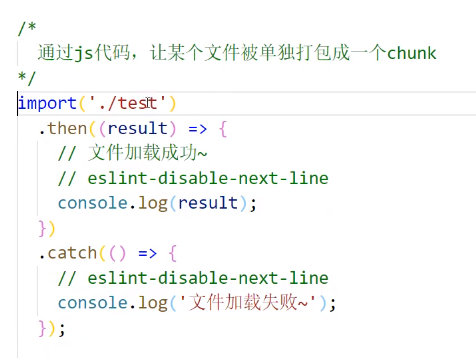 /*
通过js代码，让某个文件被单独打包成一个chunk
*/
import('./test')
.then((result) => {
// 文件加载成功~
// eslint-disable-next-line
console.log(result);
})
.catch(() => {
// eslint-disable-next-line
console.log('文件加载失败~');
});